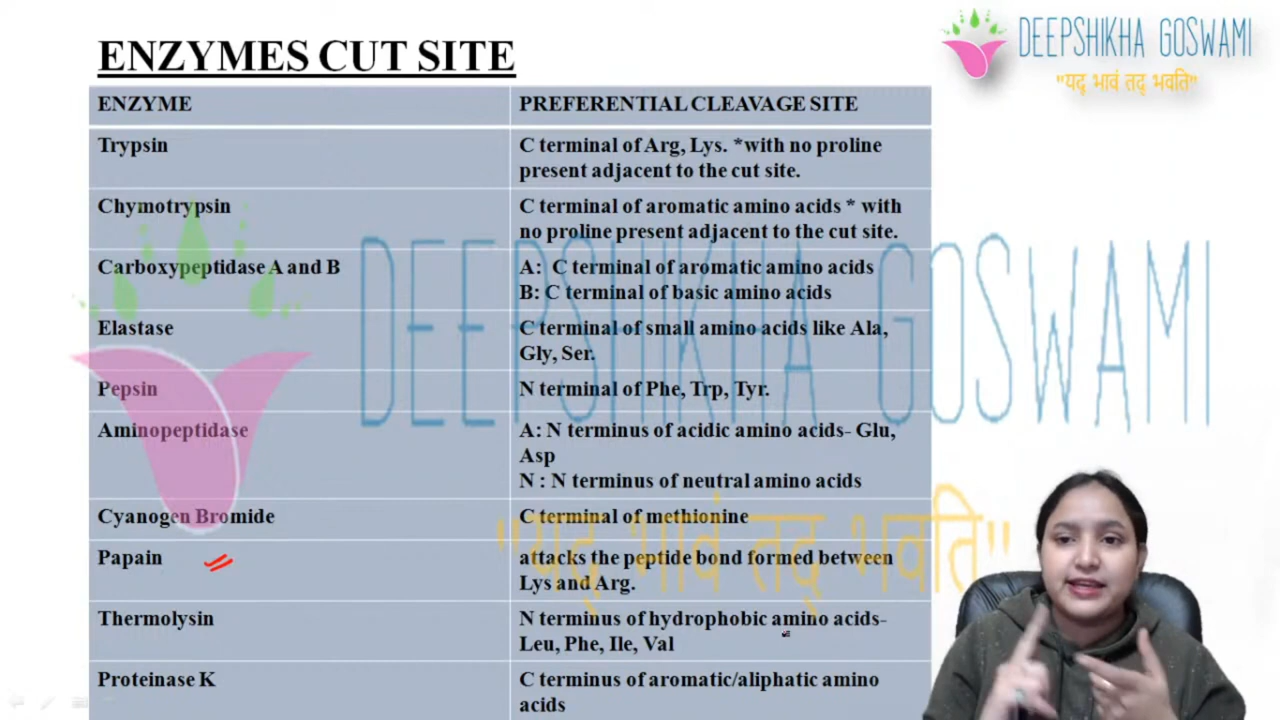 ENZYMES CUT SITE
DEEPSHIKHA GOSWAMI
"यद् भावं तद् भवति"
ENZYME
PREFERENTIAL CLEAVAGE SITE
Trypsin
C terminal of Arg, Lys. *with no proline
present adjacent to the cut site.
Chymotrypsin
C terminal of aromatic amino acids * with
no proline present adjacent to the cut site.
Carboxypeptidase A and B
A: C terminal of aromatic amino acids
B: C terminal of basic amino acids
Elastase
C terminal of small amino acids like Ala,
Gly, Ser.
Pepsin
N terminal of Phe, Trp, Tyr.
Aminopeptidase
A: N terminus of acidic amino acids- Glu,
Asp
N : N terminus of neutral amino acids
Cyanogen Bromide
C terminal of methionine
Papain
attacks the peptide bond formed between
Lys and Arg.
Thermolysin
N terminus of hydrophobic amino acids-
Leu, Phe, Ile, Val
Proteinase K
C terminus of aromatic/aliphatic amino
acids
DEEPSHIKHA GOSWAMI
"यद् भावं तद् भवति"